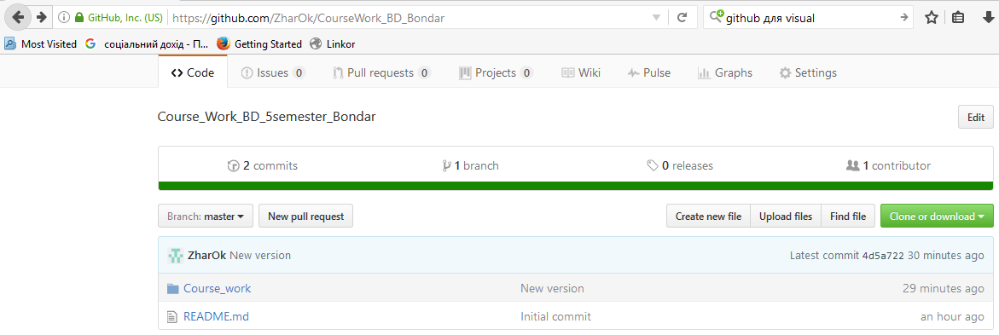 GitHub, Inc. (US) https://github.com/ZharOk/CourseWork_BD_Bondar github для visual
Most Visited соціальний дохід - П... Getting Started Linkor
Code Issues 0 Pull requests 0 Projects 0 Wiki Pulse Graphs Settings
Course_Work_BD_5semester_Bondar Edit
2 commits 1 branch 0 releases 1 contributor
Branch: master New pull request Create new file Upload files Find file Clone or download
ZharOk New version Latest commit 4d5a722 30 minutes ago
Course_work New version 29 minutes ago
README.md Initial commit an hour ago